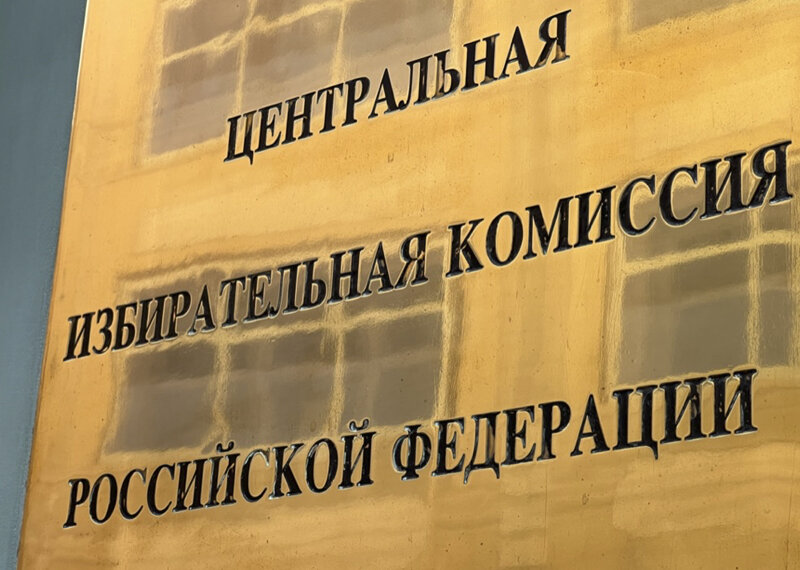 ЦЕНТРАЛЬНАЯ
ИЗБИРАТЕЛЬНАЯ КОМИССИЯ
РОССИЙСКОЙ ФЕДЕРАЦИИ